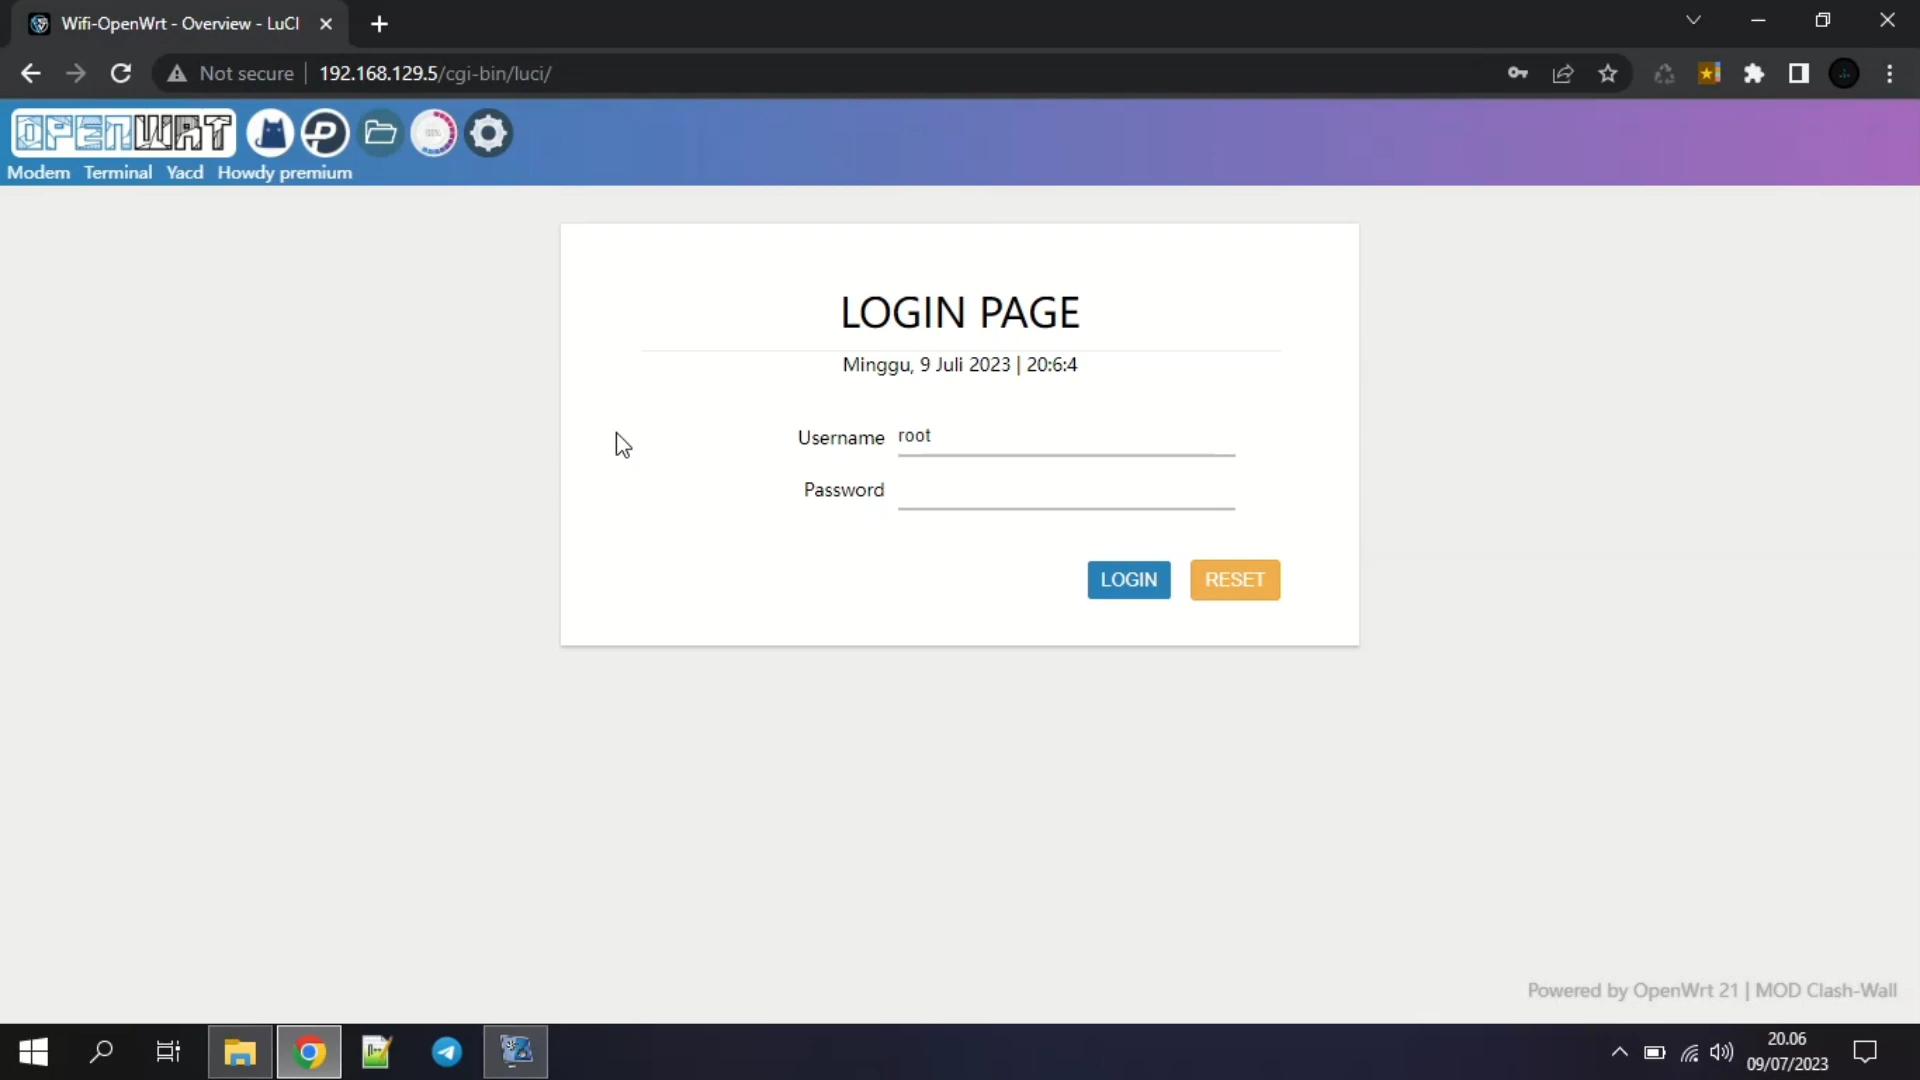 Wifi-OpenWrt - Overview - LuCI
Not secure
192.168.129.5/cgi-bin/luci/
OPENWRT
100%
Modem Terminal Yacd Howdy premium
LOGIN PAGE
Minggu, 9 Juli 2023 | 20:6:4
Username root
Password
LOGIN RESET
Powered by OpenWrt 21 | MOD Clash-Wall
20.06
09/07/2023